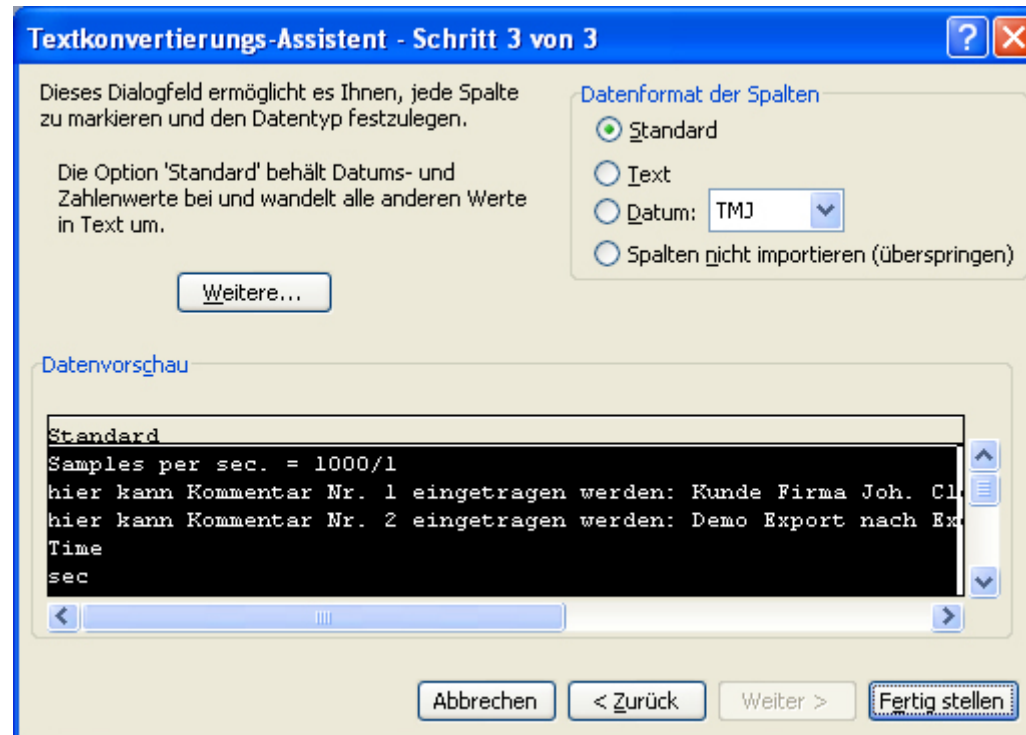 Textkonvertierungs-Assistent - Schritt 3 von 3
Dieses Dialogfeld ermöglicht es Ihnen, jede Spalte
zu markieren und den Datentyp festzulegen.
Die Option 'Standard' behält Datums- und
Zahlenwerte bei und wandelt alle anderen Werte
in Text um.
Weitere...
Datenformat der Spalten
Standard
Text
Datum: TMJ
Spalten nicht importieren (überspringen)
Datenvorschau
Standard
Samples per sec. = 1000/1
hier kann Kommentar Nr. 1 eingetragen werden: Kunde Firma Joh. Cl
hier kann Kommentar Nr. 2 eingetragen werden: Demo Export nach Ex
Time
sec
Abbrechen < Zurück Weiter > Fertig stellen